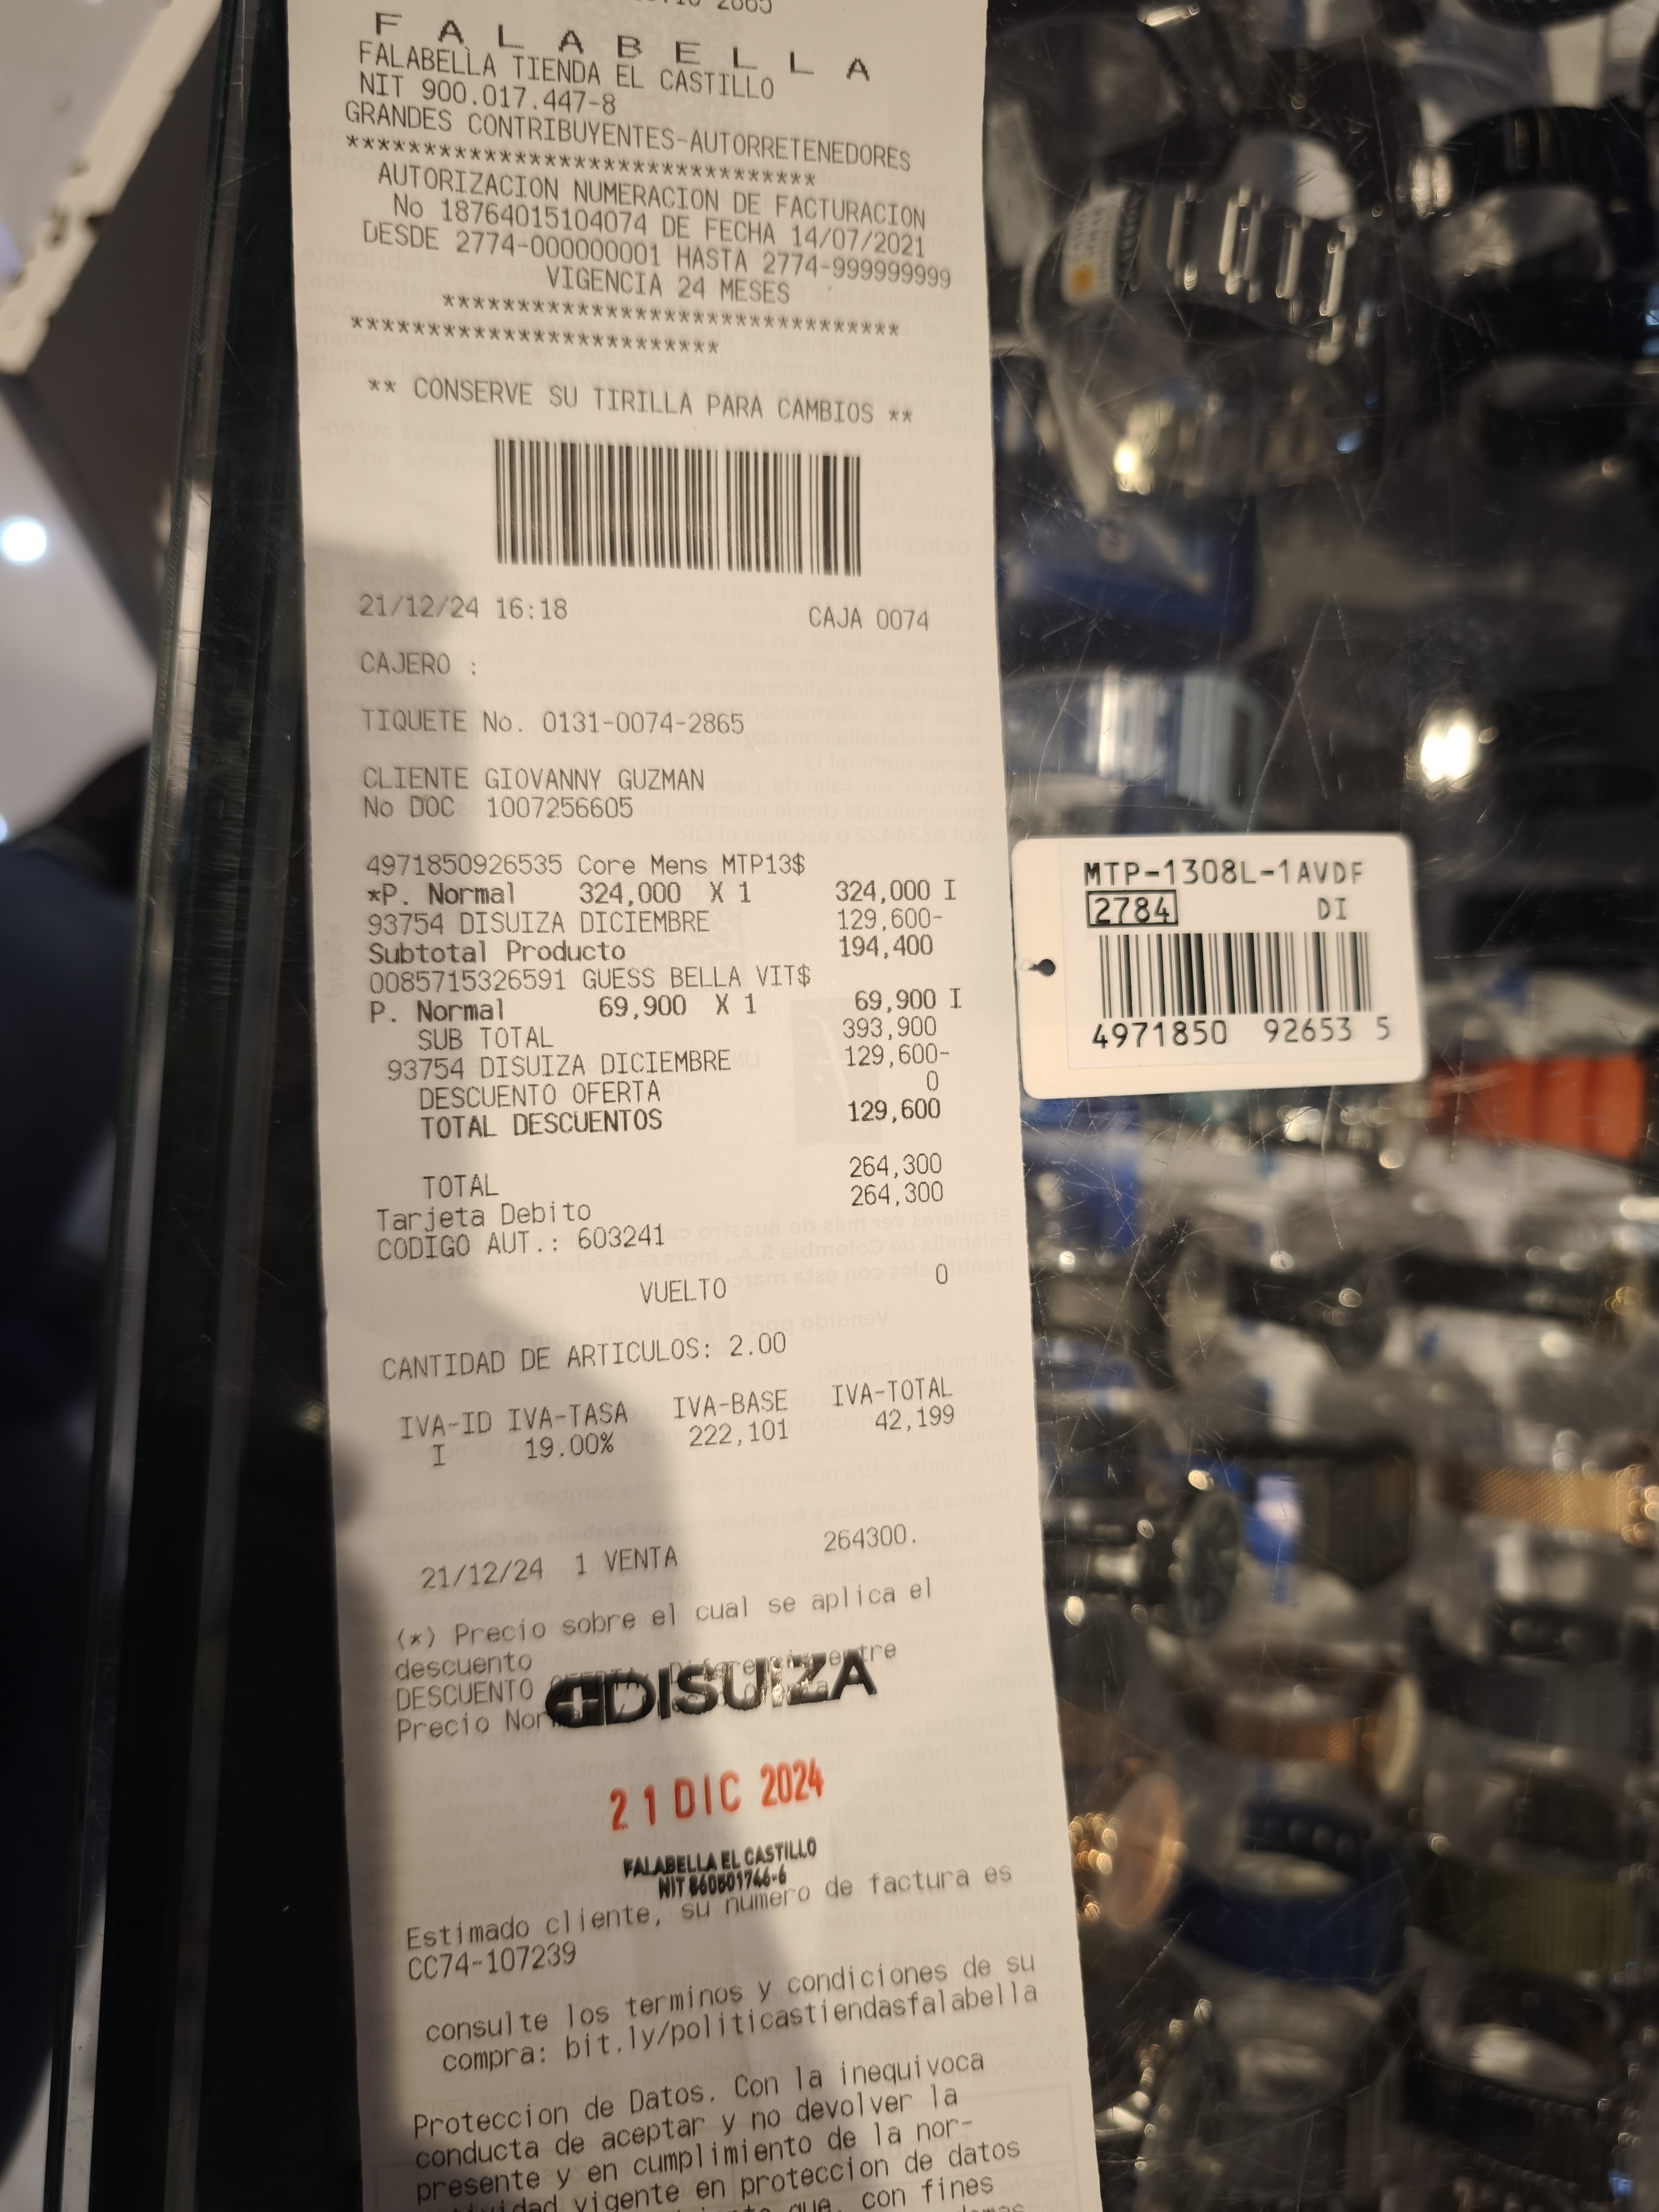 2865
F A L A B E L L A
FALABELLA TIENDA EL CASTILLO
NIT 900.017.447-8
GRANDES CONTRIBUYENTES-AUTORRETENEDORES
*******************************
AUTORIZACION NUMERACION DE FACTURACION
No 18764015104074 DE FECHA 14/07/2021
DESDE 2774-000000001 HASTA 2774-999999999
VIGENCIA 24 MESES
******************************
************************
** CONSERVE SU TIRILLA PARA CAMBIOS **
21/12/24 16:18 CAJA 0074
CAJERO :
TIQUETE No. 0131-0074-2865
CLIENTE GIOVANNY GUZMAN
No DOC 1007256605
4971850926535 Core Mens MTP13$
*P. Normal 324,000 X 1 324,000 I
93754 DISUIZA DICIEMBRE 129,600-
Subtotal Producto 194,400
0085715326591 GUESS BELLA VIT$
P. Normal 69,900 X 1 69,900 I
SUB TOTAL 393,900
93754 DISUIZA DICIEMBRE 129,600-
DESCUENTO OFERTA 0
TOTAL DESCUENTOS 129,600
TOTAL 264,300
Tarjeta Debito 264,300
CODIGO AUT.: 603241
VUELTO 0
CANTIDAD DE ARTICULOS: 2.00
IVA-ID IVA-TASA IVA-BASE IVA-TOTAL
I 19.00% 222,101 42,199
21/12/24 1 VENTA 264300.
(*) Precio sobre el cual se aplica el
descuento
DESCUENTO entre
Precio
DISUIZA
21 DIC 2024
FALABELLA EL CASTILLO
NIT 860501746-6
Estimado cliente, su numero de factura es
CC74-107239
consulte los terminos y condiciones de su
compra: bit.ly/politicastiendasfalabella
Proteccion de Datos. Con la inequivoca
conducta de aceptar y no devolver la
presente y en cumplimiento de la nor-
vigente en proteccion de datos
que, con fines
MTP-1308L-1AVDF
2784 DI
4971850 92653 5